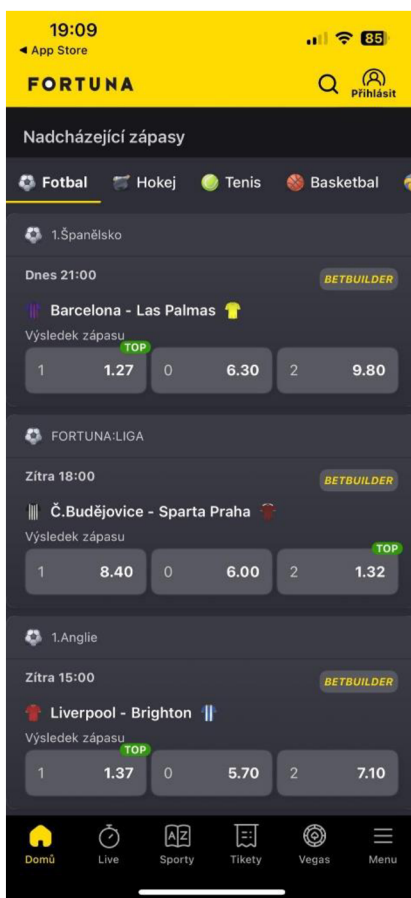 19:09
85
◀ App Store
FORTUNA
Přihlásit
Nadcházející zápasy
Fotbal Hokej Tenis Basketbal
1.Španělsko
Dnes 21:00 BETBUILDER
Barcelona - Las Palmas
Výsledek zápasu
TOP
1 1.27 0 6.30 2 9.80
FORTUNA:LIGA
Zítra 18:00 BETBUILDER
Č.Budějovice - Sparta Praha
Výsledek zápasu
TOP
1 8.40 0 6.00 2 1.32
1.Anglie
Zítra 15:00 BETBUILDER
Liverpool - Brighton
Výsledek zápasu
TOP
1 1.37 0 5.70 2 7.10
A Z
Domů Live Sporty Tikety Vegas Menu